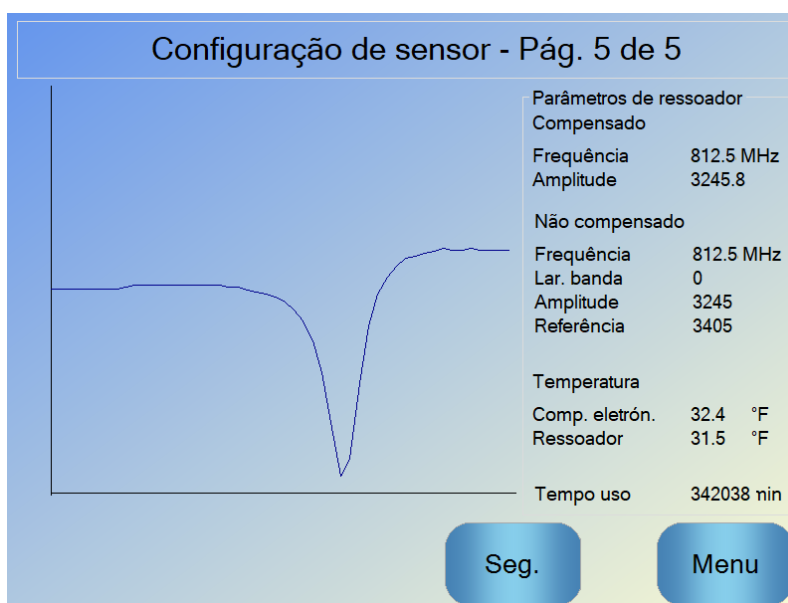 Configuração de sensor - Pág. 5 de 5
Parâmetros de ressoador
Compensado
Frequência 812.5 MHz
Amplitude 3245.8
Não compensado
Frequência 812.5 MHz
Lar. banda 0
Amplitude 3245
Referência 3405
Temperatura
Comp. eletrón. 32.4 °F
Ressoador 31.5 °F
Tempo uso 342038 min
Seg. Menu